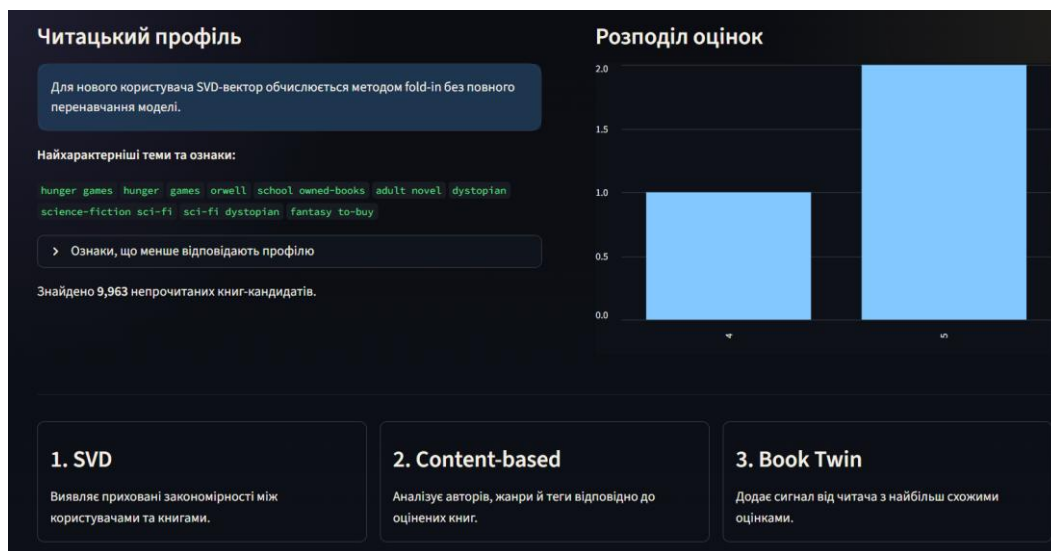 Читацький профіль
Для нового користувача SVD-вектор обчислюється методом fold-in без повного
перенавчання моделі.
Найхарактерніші теми та ознаки:
hunger games hunger games orwell school owned-books adult novel dystopian
science-fiction sci-fi sci-fi dystopian fantasy to-buy
Ознаки, що менше відповідають профілю
Знайдено 9,963 непрочитаних книг-кандидатів.
Розподіл оцінок
2.0
1.5
1.0
0.5
0.0
4
5
1. SVD
Виявляє приховані закономірності між
користувачами та книгами.
2. Content-based
Аналізує авторів, жанри й теги відповідно до
оцінених книг.
3. Book Twin
Додає сигнал від читача з найбільш схожими
оцінками.